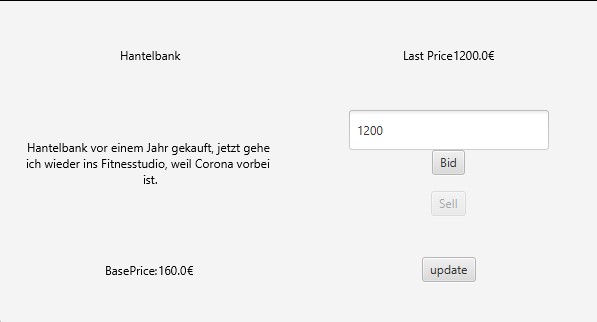 Hantelbank
Last Price1200.0€
1200
Hantelbank vor einem Jahr gekauft, jetzt gehe
ich wieder ins Fitnesstudio, weil Corona vorbei
ist.
Bid
Sell
BasePrice:160.0€
update